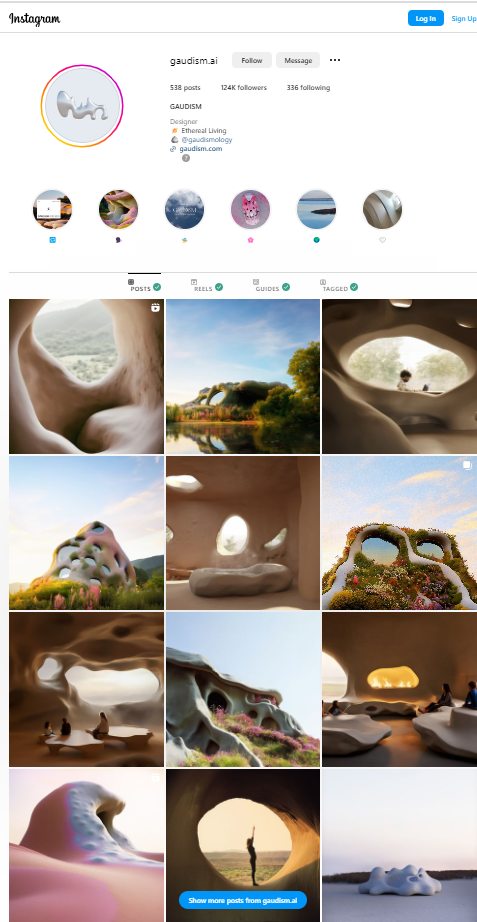 Instagram
Log In
Sign Up
gaudism.ai
Follow
Message
538 posts
124K followers
336 following
GAUDISM
Designer
Ethereal Living
@gaudismology
gaudism.com
?
POSTS
REELS
GUIDES
TAGGED
Show more posts from gaudism.ai